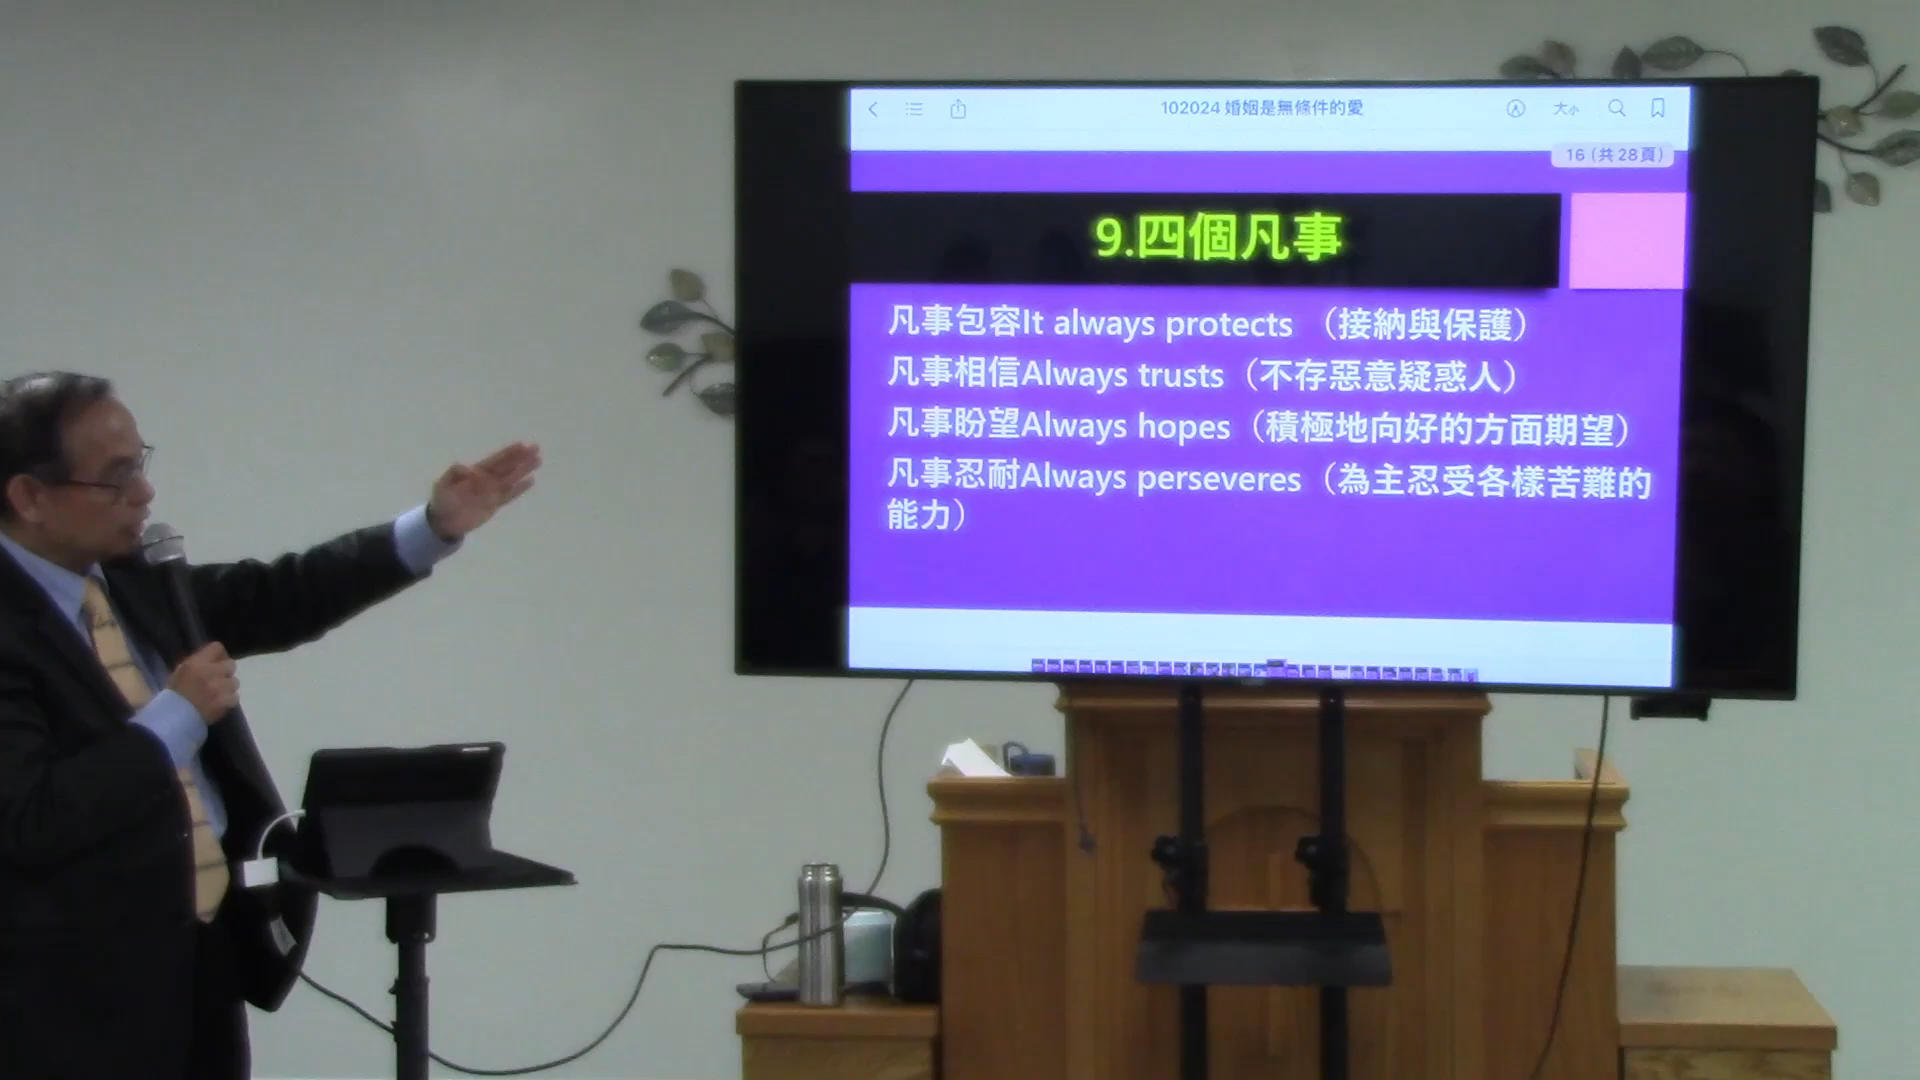 102024 婚姻是無條件的愛
大小
16 (共28頁)
9.四個凡事
凡事包容It always protects （接納與保護）
凡事相信Always trusts（不存惡意疑惑人）
凡事盼望Always hopes（積極地向好的方面期望）
凡事忍耐Always perseveres（為主忍受各樣苦難的
能力）